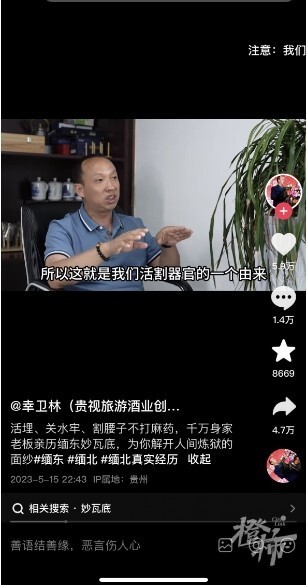 注意：我们
所以这就是我们活割器官的一个由来
5.9万
1.4万
8669
4.7万
@幸卫林（贵视旅游酒业创...
活埋、关水牢、割腰子不打麻药，千万身家
老板亲历缅东妙瓦底，为你解开人间炼狱的
面纱#缅东 #缅北 #缅北真实经历 收起
2023-5-15 22:43 IP属地：贵州
相关搜索 · 妙瓦底
善语结善缘，恶言伤人心
橙柿